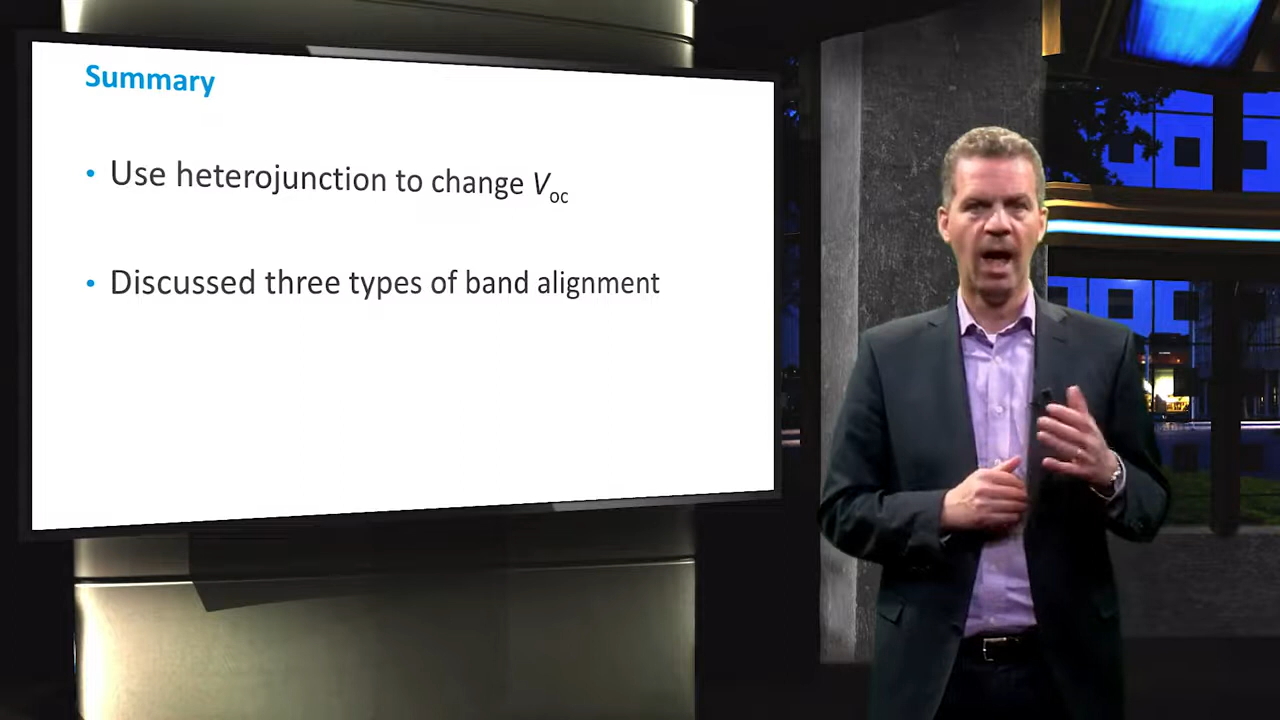 Summary
• Use heterojunction to change Voc
• Discussed three types of band alignment